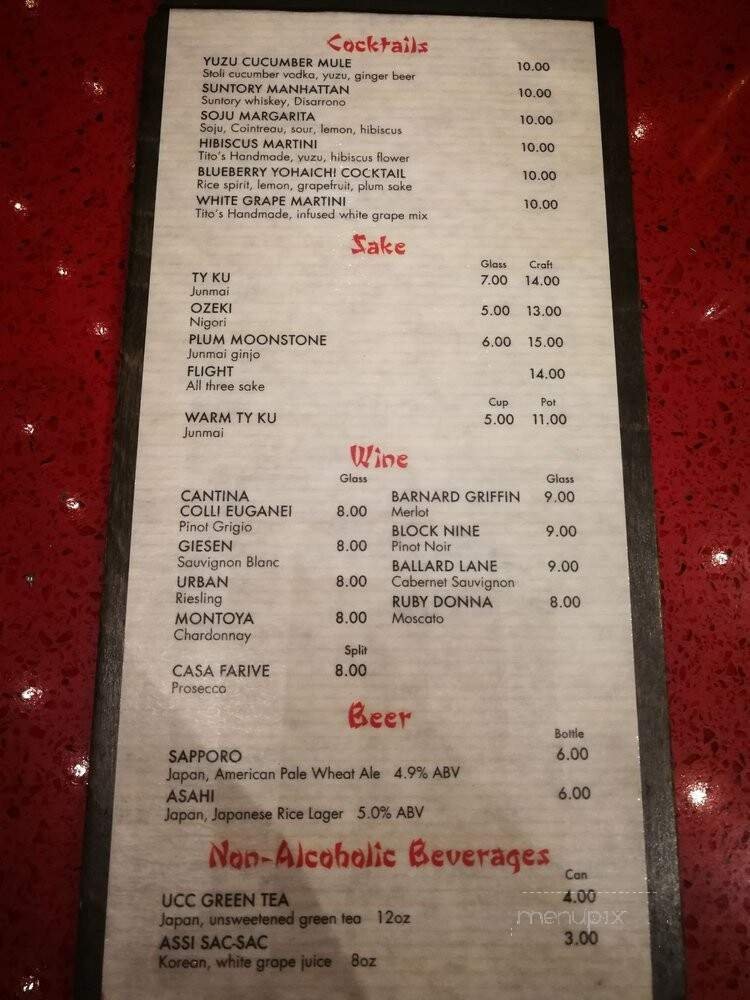 Cocktails
YUZU CUCUMBER MULE 10.00
Stoli cucumber vodka, yuzu, ginger beer
SUNTORY MANHATTAN 10.00
Suntory whiskey, Disarrono
SOJU MARGARITA 10.00
Soju, Cointreau, sour, lemon, hibiscus
HIBISCUS MARTINI 10.00
Tito's Handmade, yuzu, hibiscus flower
BLUEBERRY YOHAICHI COCKTAIL 10.00
Rice spirit, lemon, grapefruit, plum sake
WHITE GRAPE MARTINI 10.00
Tito's Handmade, infused white grape mix
Sake
Glass Craft
TY KU 7.00 14.00
Junmai
OZEKI 5.00 13.00
Nigori
PLUM MOONSTONE 6.00 15.00
Junmai ginjo
FLIGHT 14.00
All three sake
Cup Pot
WARM TY KU 5.00 11.00
Junmai
Wine
Glass
CANTINA
COLLI EUGANEI 8.00
Pinot Grigio
GIESEN 8.00
Sauvignon Blanc
URBAN 8.00
Riesling
MONTOYA 8.00
Chardonnay
Split
CASA FARIVE 8.00
Prosecco
Glass
BARNARD GRIFFIN 9.00
Merlot
BLOCK NINE 9.00
Pinot Noir
BALLARD LANE 9.00
Cabernet Sauvignon
RUBY DONNA 8.00
Moscato
Beer
Bottle
SAPPORO 6.00
Japan, American Pale Wheat Ale 4.9% ABV
ASAHI 6.00
Japan, Japanese Rice Lager 5.0% ABV
Non-Alcoholic Beverages
Can
UCC GREEN TEA 4.00
Japan, unsweetened green tea 12oz
menupix
ASSI SAC-SAC 3.00
Korean, white grape juice 8oz